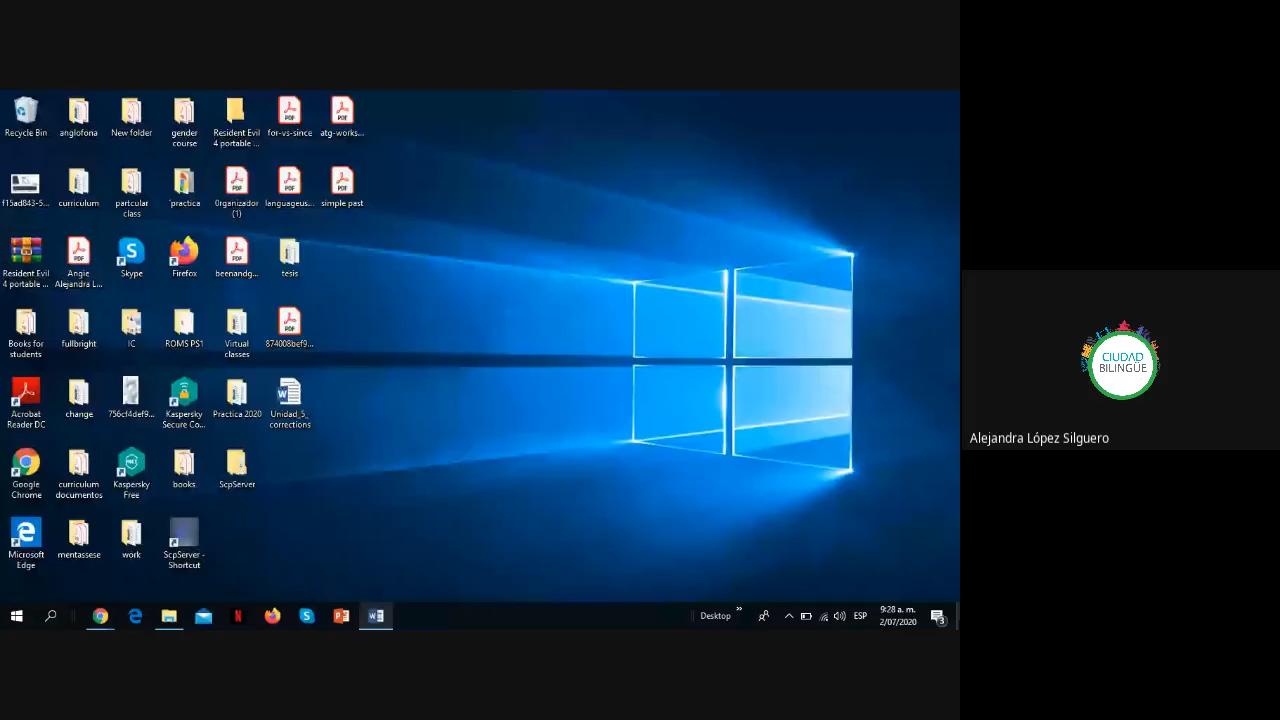 Recycle Bin
anglofona
New folder
gender
course
Resident Evil
4 portable ...
for-vs-since
atg-works...
f15ad843-5...
curriculum
partcular
class
'practica
Organizador
(1)
languageus...
simple past
Resident Evil
4 portable ...
Angie
Alejandra L...
Skype
Firefox
beenandg...
tesis
Books for
students
fullbright
IC
ROMS PS1
Virtual
classes
874008bef9...
Acrobat
Reader DC
change
756cf4def9...
Kaspersky
Secure Co...
Practica 2020
Unidad_5_
corrections
Google
Chrome
curriculum
documentos
Kaspersky
Free
books
ScpServer
Microsoft
Edge
mentassese
work
ScpServer -
Shortcut
Desktop
ESP
9:28 a. m.
2/07/2020
3
CIUDAD
BILINGÜE
Alejandra López Silguero